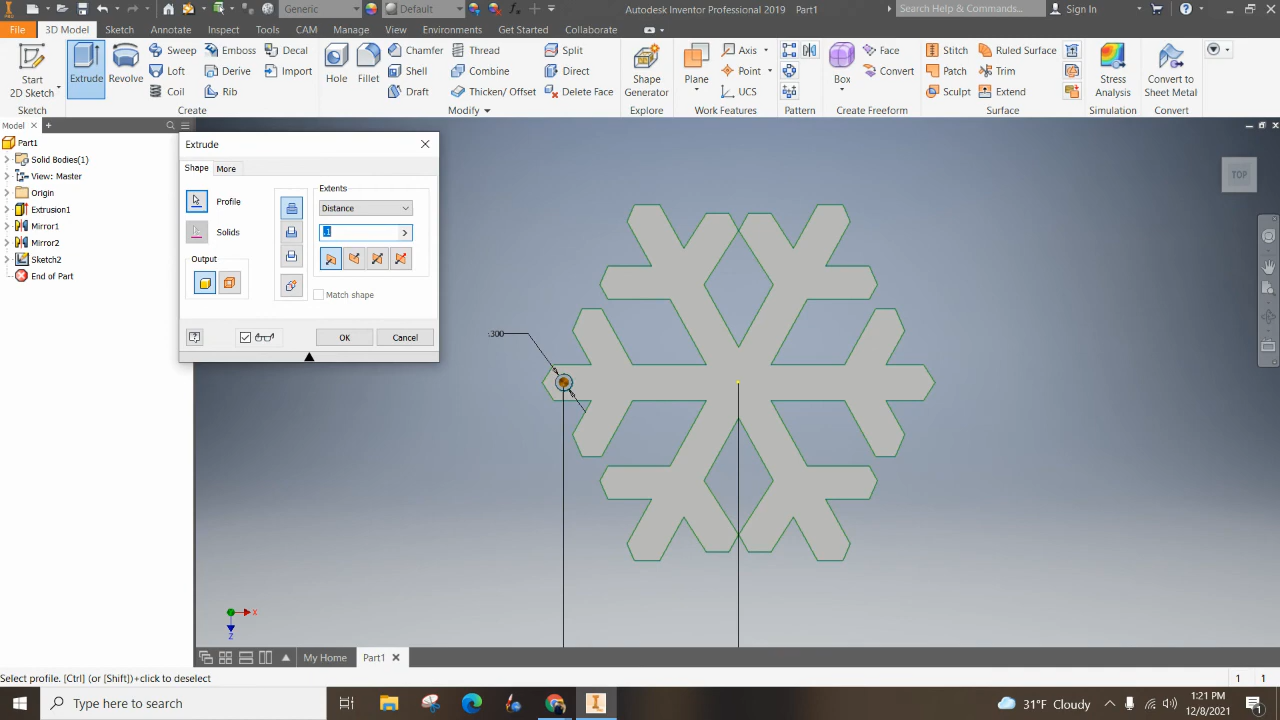 Generic
Default
Autodesk Inventor Professional 2019 Part1
Search Help & Commands...
Sign In
File
3D Model
Sketch
Annotate
Inspect
Tools
CAM
Manage
View
Environments
Get Started
Collaborate
Start
2D Sketch
Extrude
Revolve
Sweep
Loft
Coil
Emboss
Derive
Rib
Decal
Import
Hole
Fillet
Chamfer
Shell
Draft
Thread
Combine
Thicken/ Offset
Split
Direct
Delete Face
Shape
Generator
Plane
Axis
Point
UCS
Box
Face
Convert
Stitch
Patch
Sculpt
Ruled Surface
Trim
Extend
Stress
Analysis
Convert to
Sheet Metal
Sketch
Create
Modify
Explore
Work Features
Pattern
Create Freeform
Surface
Simulation
Convert
Model
Part1
Solid Bodies(1)
View: Master
Origin
Extrusion1
Mirror1
Mirror2
Sketch2
End of Part
Extrude
Shape
More
Profile
Solids
Output
Extents
Distance
.1
Match shape
OK
Cancel
TOP
.300
X
Z
My Home
Part1
Select profile. [Ctrl] (or [Shift])+click to deselect
1
1
Type here to search
31°F Cloudy
1:21 PM
12/8/2021